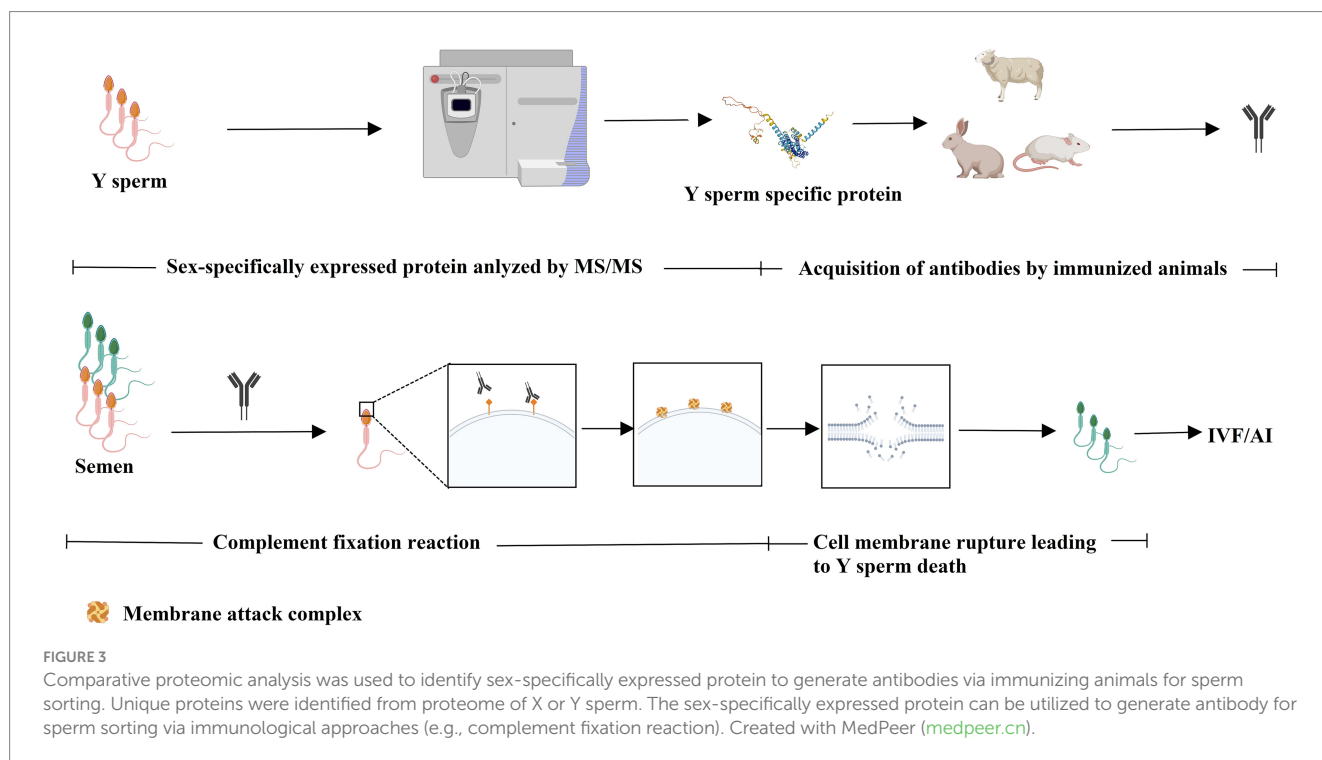 Y sperm
Y sperm specific protein
Sex-specifically expressed protein anlyzed by MS/MS
Acquisition of antibodies by immunized animals
Semen
IVF/AI
Complement fixation reaction
Cell membrane rupture leading
to Y sperm death
Membrane attack complex
FIGURE 3
Comparative proteomic analysis was used to identify sex-specifically expressed protein to generate antibodies via immunizing animals for sperm
sorting. Unique proteins were identified from proteome of X or Y sperm. The sex-specifically expressed protein can be utilized to generate antibody for
sperm sorting via immunological approaches (e.g., complement fixation reaction). Created with MedPeer (medpeer.cn).